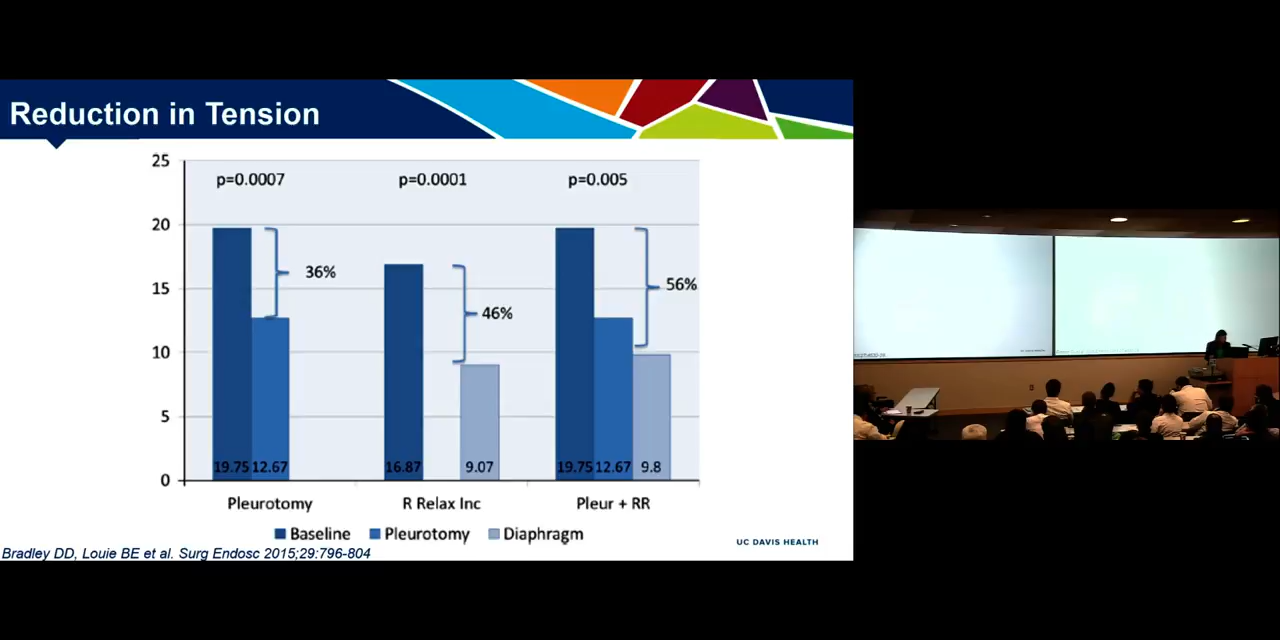 Reduction in Tension
25
20
15
10
5
0
p=0.0007
p=0.0001
p=0.005
36%
46%
56%
19.75
12.67
16.87
9.07
19.75
12.67
9.8
Pleurotomy
R Relax Inc
Pleur + RR
Baseline
Pleurotomy
Diaphragm
Bradley DD, Louie BE et al. Surg Endosc 2015;29:796-804
UC DAVIS HEALTH